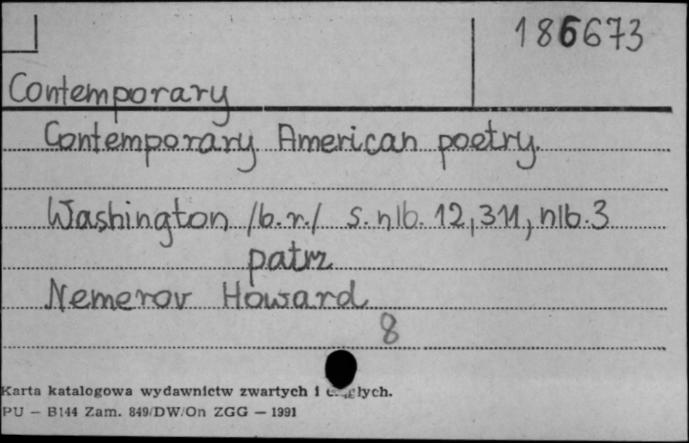 186673
Contemporary
Contemporary American poetry.
Washington /b.r./ s. nlb. 12, 311, nlb. 3
patrz
Nemerov Howard
8
Karta katalogowa wydawnictw zwartych i ciągłych.
PU — B144 Zam. 849/DW/On ZGG — 1991